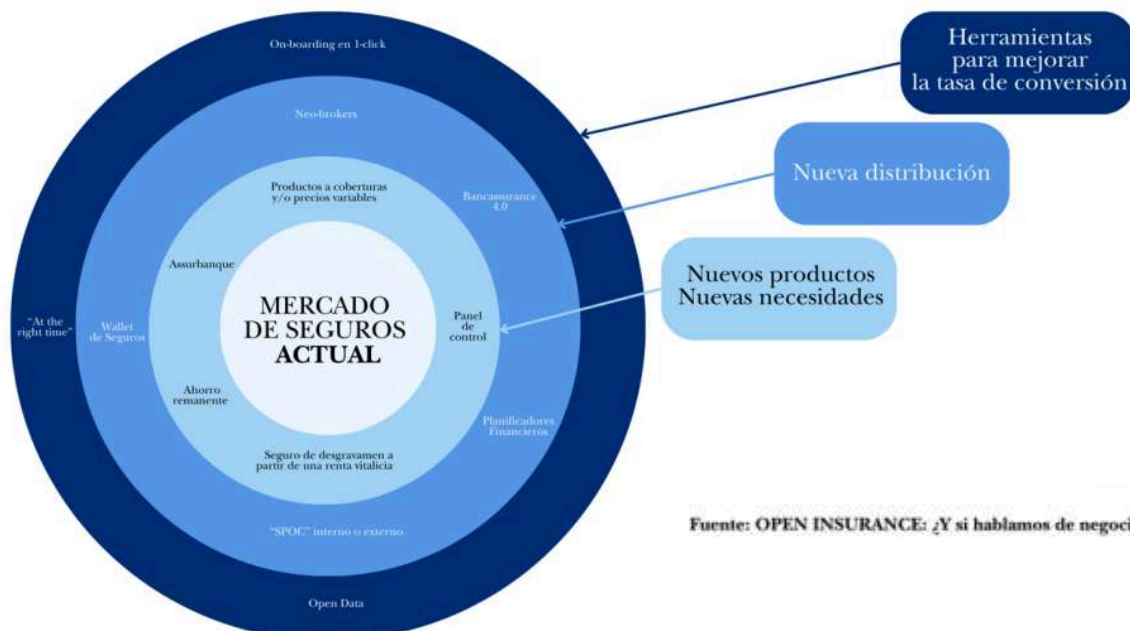 On-boarding en 1-click
Herramientas
para mejorar
la tasa de conversión
Neo-brokers
Nueva distribución
Productos a coberturas
y/o precios variables
Bancassurance
4.0
Assurbanque
Nuevos productos
Nuevas necesidades
MERCADO
DE SEGUROS
ACTUAL
"At the
right time"
Wallet
de Seguros
Panel
de
control
Ahorro
remanente
Planificadores
Financieros
Seguro de desgravamen a
partir de una renta vitalicia
"SPOC" interno o externo
Fuente: OPEN INSURANCE: ¿Y si hablamos de negoci
Open Data